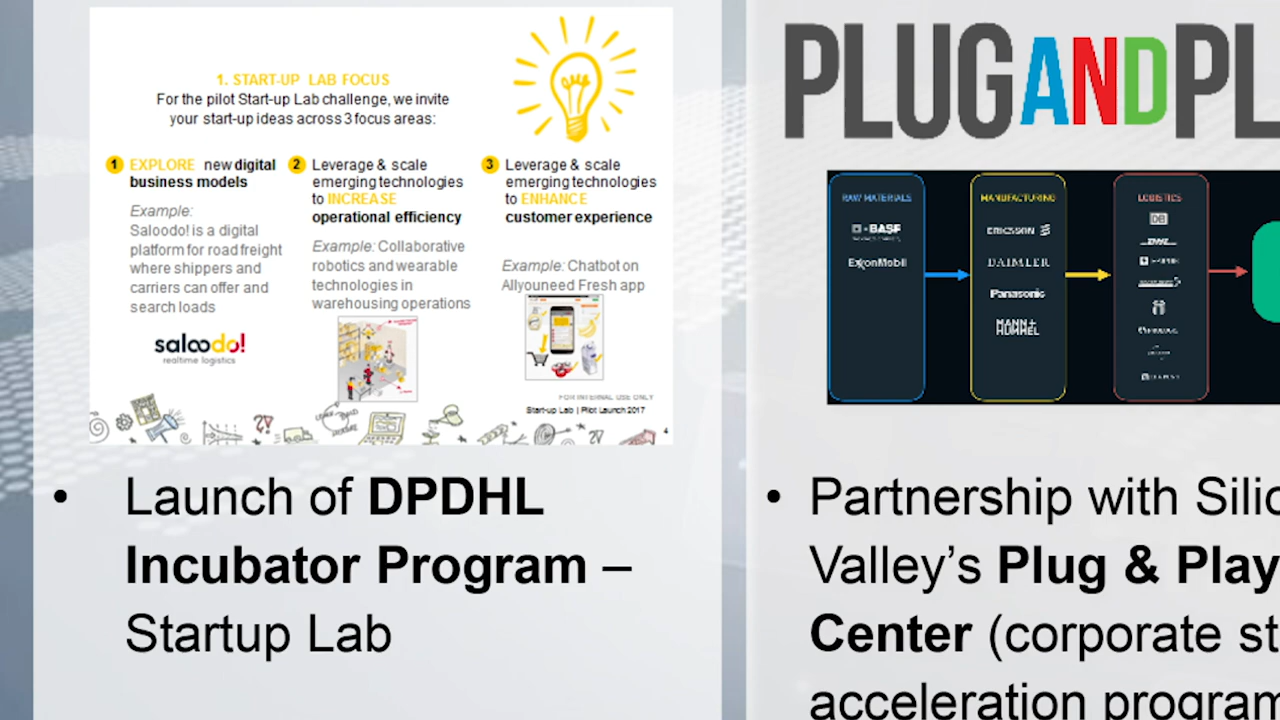 1. START-UP LAB FOCUS
For the pilot Start-up Lab challenge, we invite
your start-up ideas across 3 focus areas:
1 EXPLORE new digital
business models
Example:
Saloodo! is a digital
platform for road freight
where shippers and
carriers can offer and
search loads
saloodo!
realtime logistics
2 Leverage & scale
emerging technologies
to INCREASE
operational efficiency
Example: Collaborative
robotics and wearable
technologies in
warehousing operations
3 Leverage & scale
emerging technologies
to ENHANCE
customer experience
Example: Chatbot on
Allyouneed Fresh app
FOR INTERNAL USE ONLY
Start-up Lab | Pilot Launch 2017
4
• Launch of DPDHL
Incubator Program –
Startup Lab
PLUGANDPL
RAW MATERIALS
BASF
ExxonMobil
MANUFACTURING
ERICSSON
DAIMLER
Panasonic
MANN+
HUMMEL
LOGISTICS
DB
• Partnership with Silic
Valley's Plug & Play
Center (corporate st
acceleration program